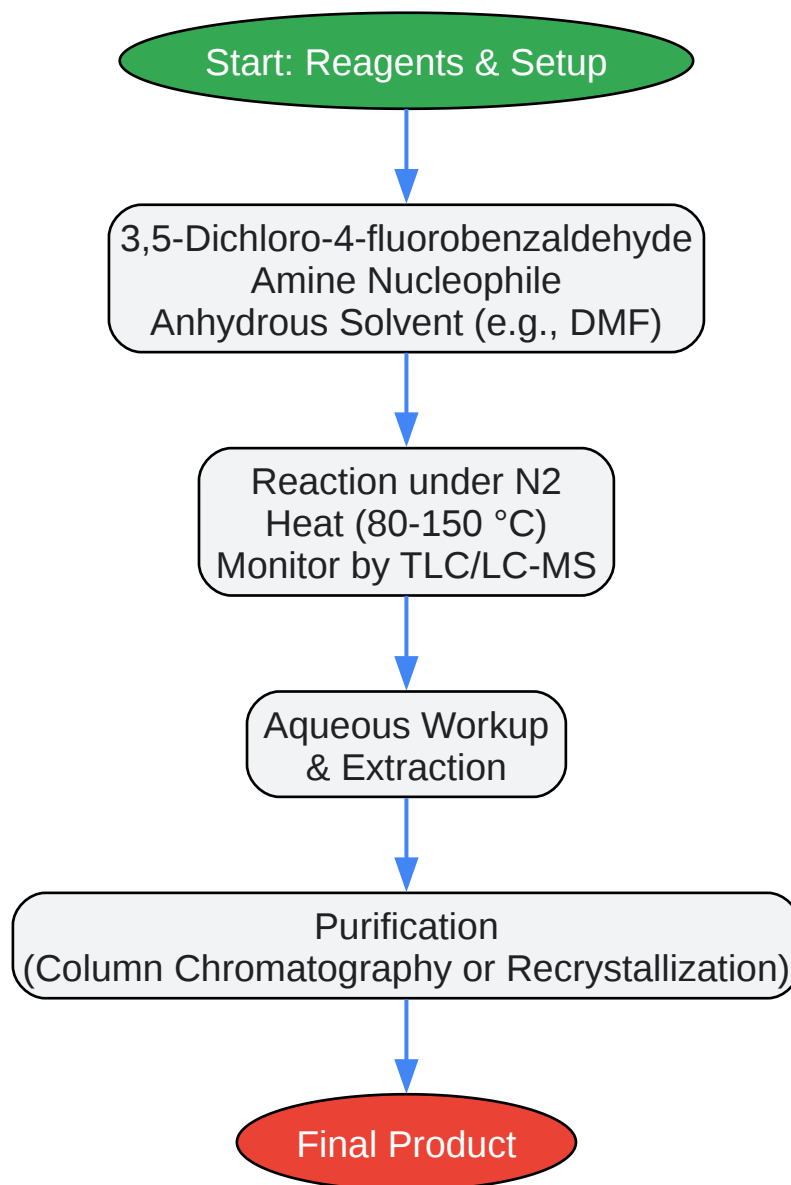 Start: Reagents & Setup
3,5-Dichloro-4-fluorobenzaldehyde
Amine Nucleophile
Anhydrous Solvent (e.g., DMF)
Reaction under N2
Heat (80-150 °C)
Monitor by TLC/LC-MS
Aqueous Workup
& Extraction
Purification
(Column Chromatography or Recrystallization)
Final Product